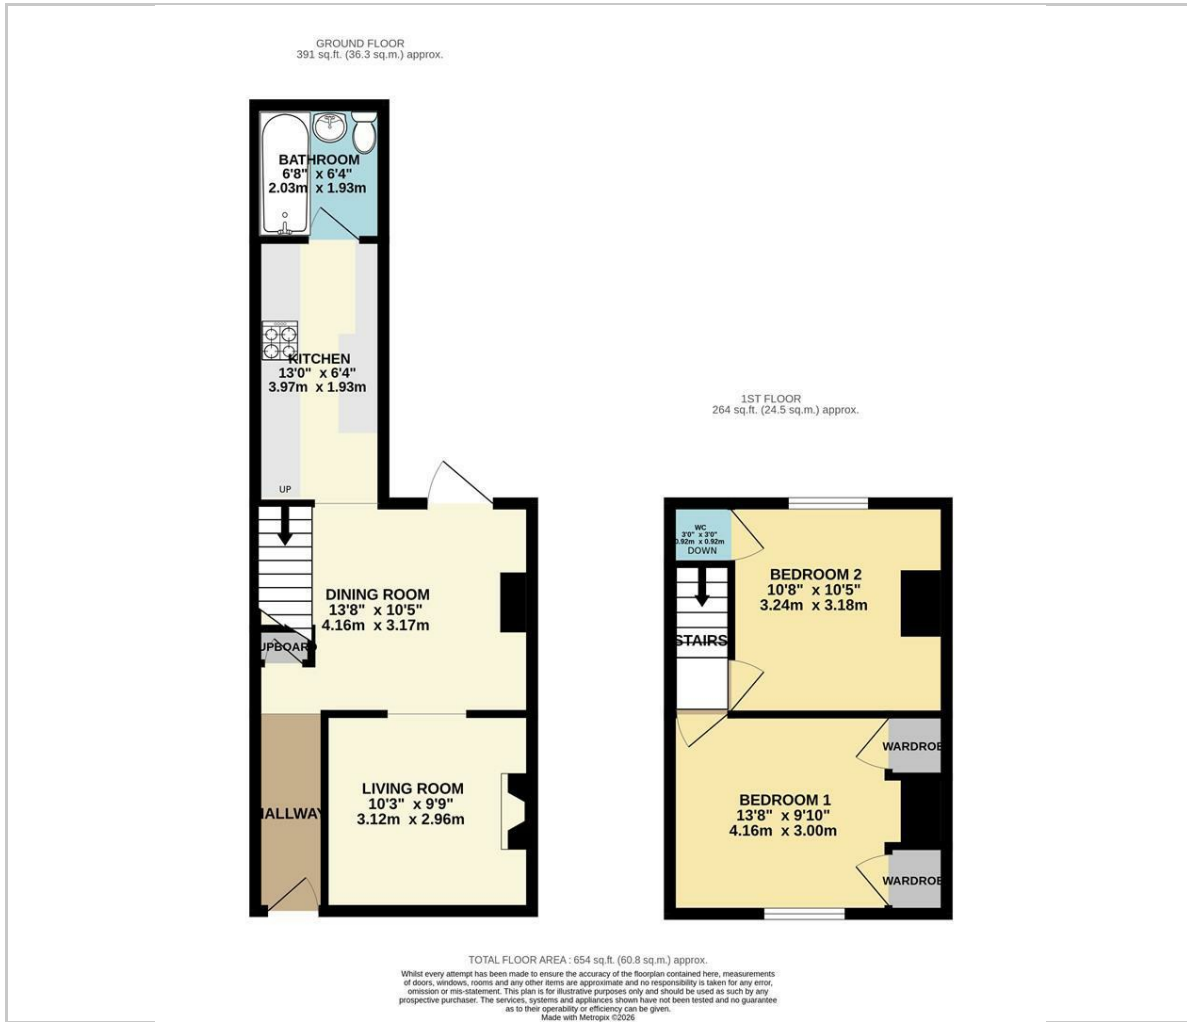 GROUND FLOOR
391 sq.ft. (36.3 sq.m.) approx.
BATHROOM
6'8" x 6'4"
2.03m x 1.93m
KITCHEN
13'0" x 6'4"
3.97m x 1.93m
UP
DINING ROOM
13'8" x 10'5"
4.16m x 3.17m
UPBOARD
HALLWAY
LIVING ROOM
10'3" x 9'9"
3.12m x 2.96m
1ST FLOOR
264 sq.ft. (24.5 sq.m.) approx.
WC
3'0" x 3'0"
0.92m x 0.92m
DOWN
BEDROOM 2
10'8" x 10'5"
3.24m x 3.18m
STAIRS
BEDROOM 1
13'8" x 9'10"
4.16m x 3.00m
WARDROBE
WARDROBE
TOTAL FLOOR AREA : 654 sq.ft. (60.8 sq.m.) approx.
Whilst every attempt has been made to ensure the accuracy of the floorplan contained here, measurements
of doors, windows, rooms and any other items are approximate and no responsibility is taken for any error,
omission or mis-statement. This plan is for illustrative purposes only and should be used as such by any
prospective purchaser. The services, systems and appliances shown have not been tested and no guarantee
as to their operability or efficiency can be given.
Made with Metropix ©2026